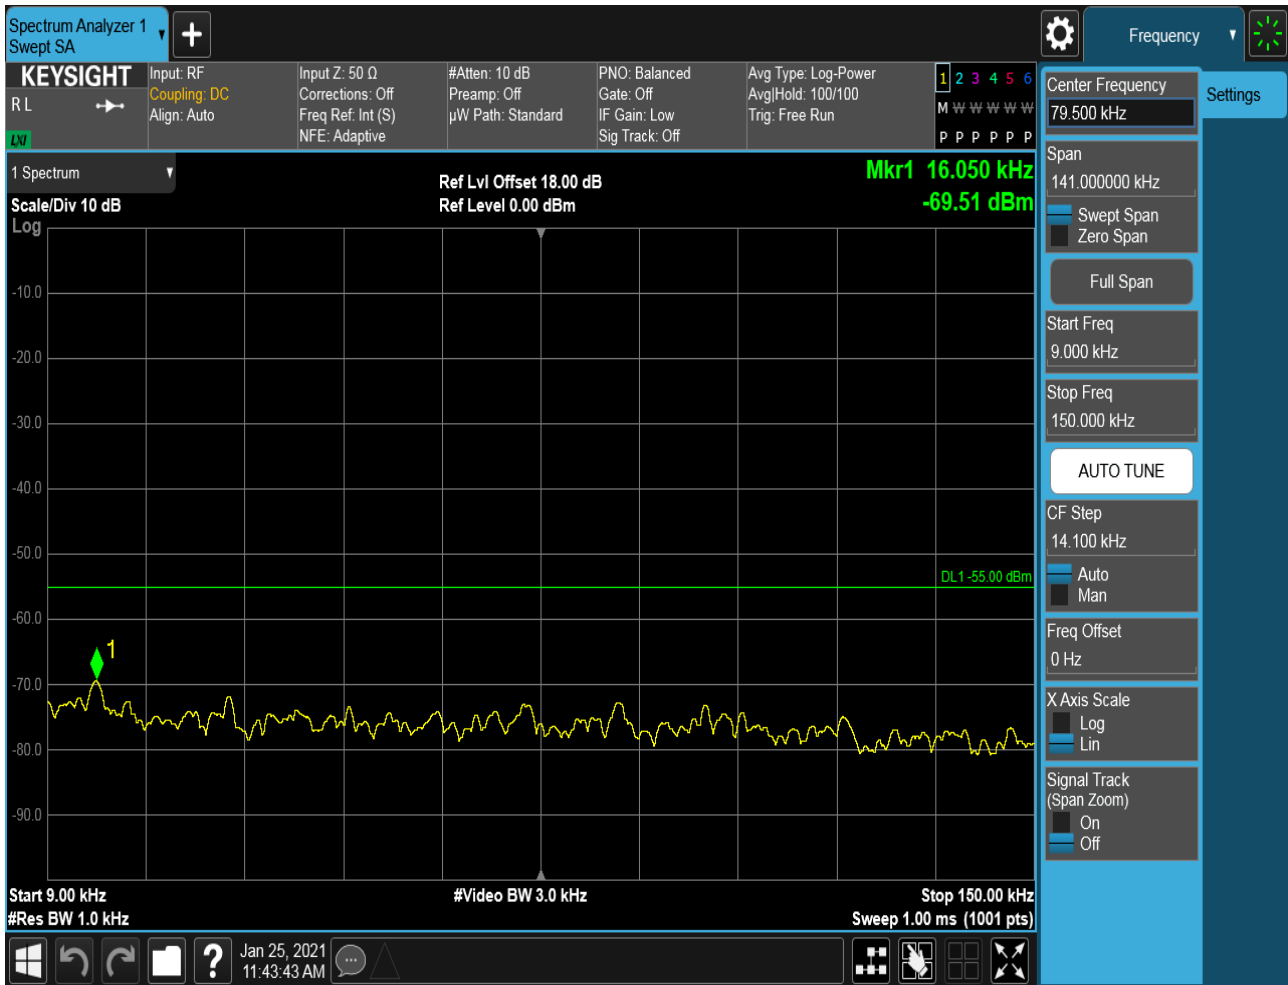 Spectrum Analyzer 1
Swept SA
Frequency
KEYSIGHT
R L
LXI
Input: RF
Coupling: DC
Align: Auto
Input Z: 50 Ω
Corrections: Off
Freq Ref: Int (S)
NFE: Adaptive
#Atten: 10 dB
Preamp: Off
µW Path: Standard
PNO: Balanced
Gate: Off
IF Gain: Low
Sig Track: Off
Avg Type: Log-Power
Avg|Hold: 100/100
Trig: Free Run
1 2 3 4 5 6
M W W W W W
P P P P P P
1 Spectrum
Scale/Div 10 dB
Log
Ref Lvl Offset 18.00 dB
Ref Level 0.00 dBm
Mkr1 16.050 kHz
-69.51 dBm
-10.0
-20.0
-30.0
-40.0
-50.0
DL1 -55.00 dBm
-60.0
1
-70.0
-80.0
-90.0
Start 9.00 kHz
#Video BW 3.0 kHz
Stop 150.00 kHz
#Res BW 1.0 kHz
Sweep 1.00 ms (1001 pts)
Center Frequency
79.500 kHz
Settings
Span
141.000000 kHz
Swept Span
Zero Span
Full Span
Start Freq
9.000 kHz
Stop Freq
150.000 kHz
AUTO TUNE
CF Step
14.100 kHz
Auto
Man
Freq Offset
0 Hz
X Axis Scale
Log
Lin
Signal Track
(Span Zoom)
On
Off
?
Jan 25, 2021
11:43:43 AM